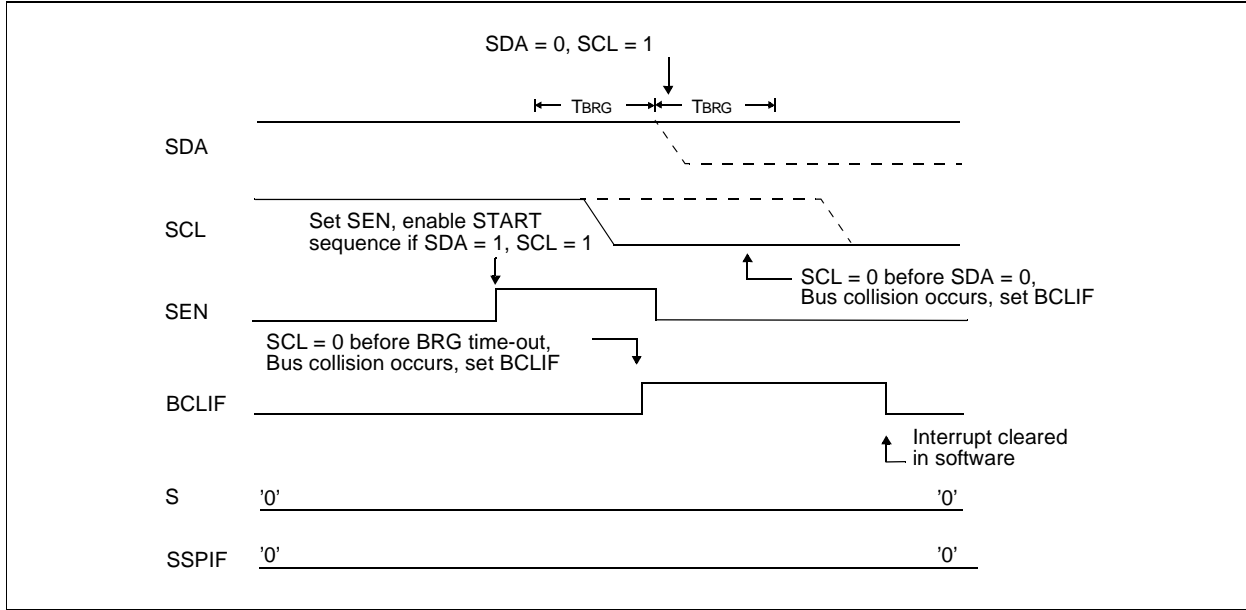 SDA = 0, SCL = 1
TBRG
TBRG
SDA
SCL
Set SEN, enable START
sequence if SDA = 1, SCL = 1
SCL = 0 before SDA = 0,
Bus collision occurs, set BCLIF
SEN
SCL = 0 before BRG time-out,
Bus collision occurs, set BCLIF
BCLIF
Interrupt cleared
in software
S
'0'
'0'
SSPIF
'0'
'0'